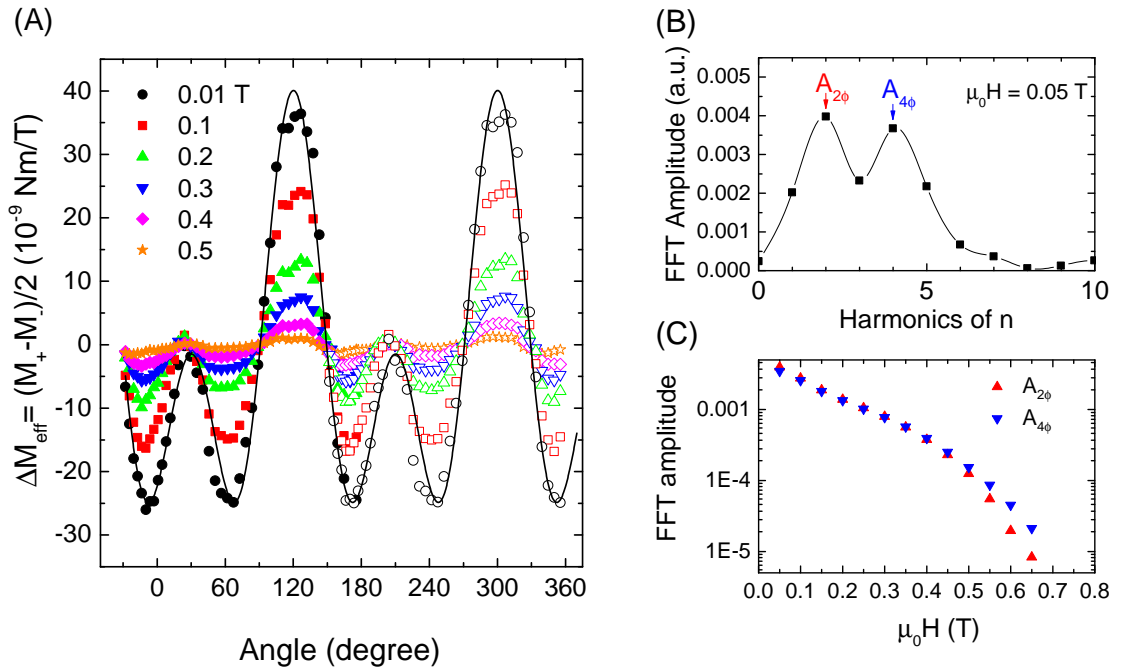 (A)
ΔM_eff = (M_+-M_-)/2 (10^-9 Nm/T)
40
30
20
10
0
-10
-20
-30
0.01 T
0.1
0.2
0.3
0.4
0.5
0 60 120 180 240 300 360
Angle (degree)
(B)
FFT Amplitude (a.u.)
0.005
0.004
0.003
0.002
0.001
0.000
A_2ϕ
A_4ϕ
μ_0H = 0.05 T
0 5 10
Harmonics of n
(C)
FFT amplitude
0.001
1E-4
1E-5
A_2ϕ
A_4ϕ
0.0 0.1 0.2 0.3 0.4 0.5 0.6 0.7 0.8
μ_0H (T)